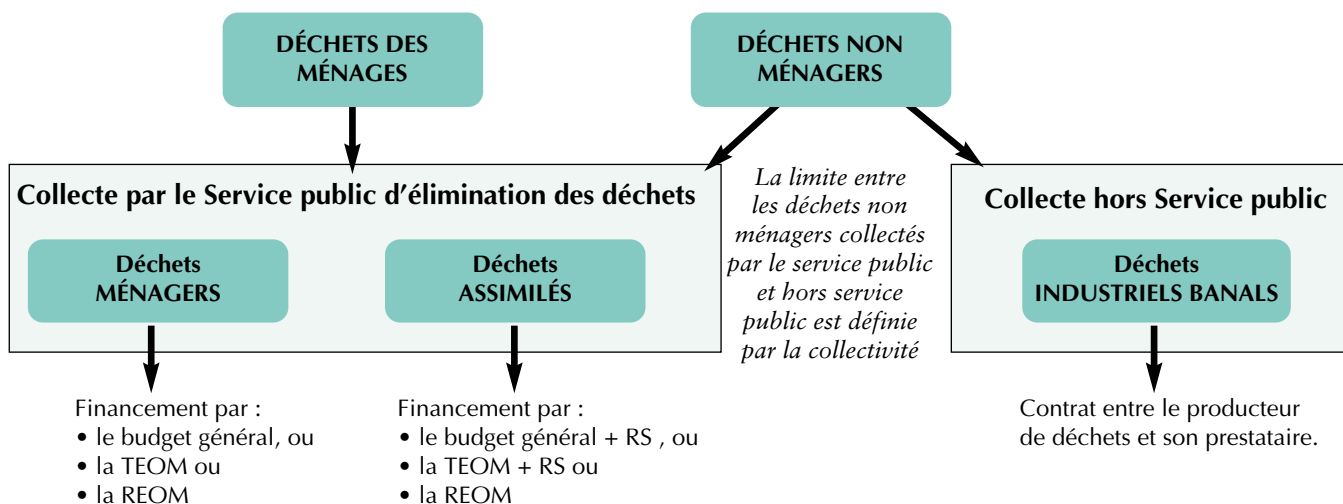 DÉCHETS DES
MÉNAGES
DÉCHETS NON
MÉNAGERS
Collecte par le Service public d’élimination des déchets
Déchets
MÉNAGERS
Déchets
ASSIMILÉS
La limite entre
les déchets non
ménagers collectés
par le service public
et hors service
public est définie
par la collectivité
Collecte hors Service public
Déchets
INDUSTRIELS BANALS
Financement par :
• le budget général, ou
• la TEOM ou
• la REOM
Financement par :
• le budget général + RS , ou
• la TEOM + RS ou
• la REOM
Contrat entre le producteur
de déchets et son prestataire.